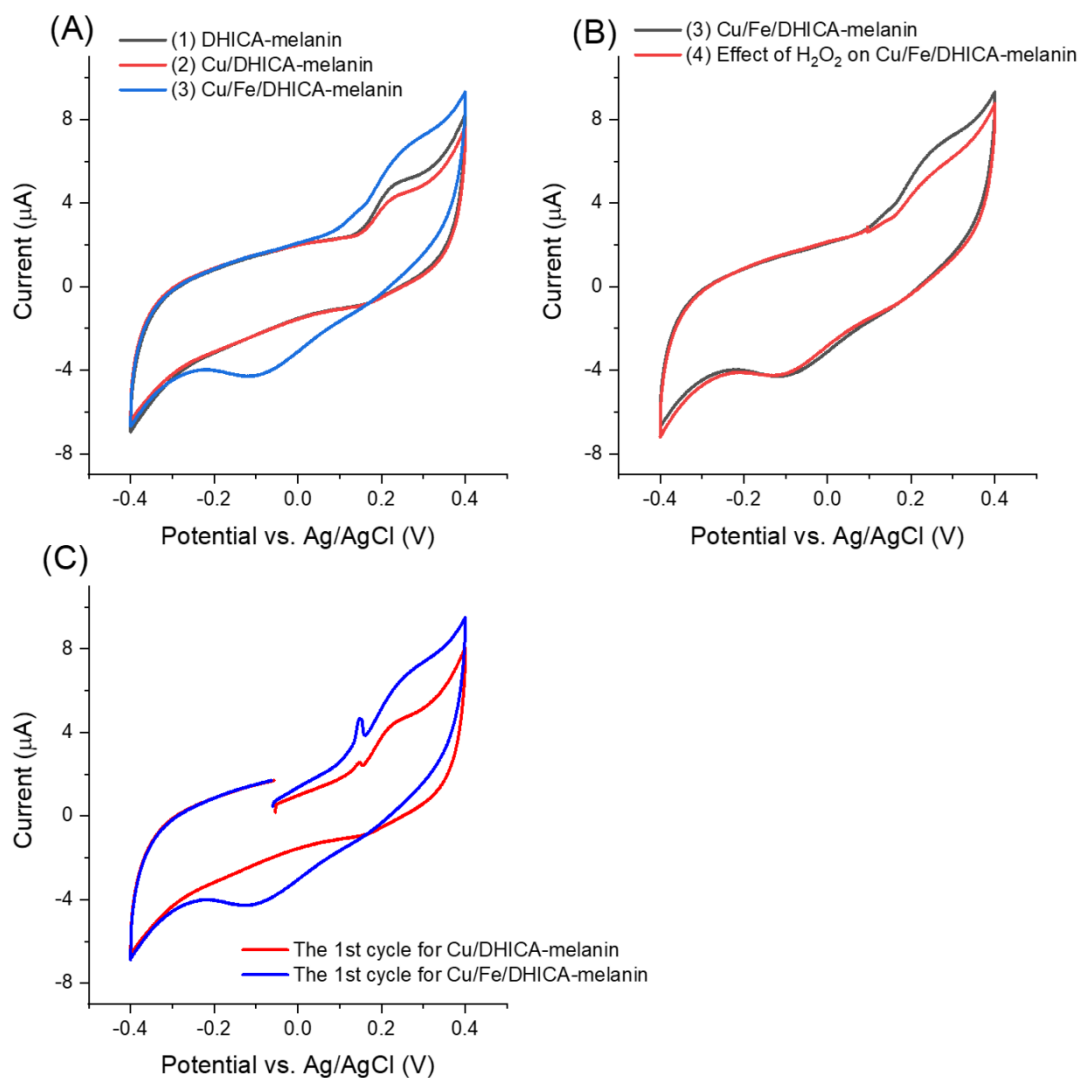 (A)
(1) DHICA-melanin
(2) Cu/DHICA-melanin
(3) Cu/Fe/DHICA-melanin
8
4
0
-4
-8
Current (μA)
-0.4
-0.2
0.0
0.2
0.4
Potential vs. Ag/AgCl (V)
(B)
(3) Cu/Fe/DHICA-melanin
(4) Effect of H₂O₂ on Cu/Fe/DHICA-melanin
8
4
0
-4
-8
Current (μA)
-0.4
-0.2
0.0
0.2
0.4
Potential vs. Ag/AgCl (V)
(C)
8
4
0
-4
-8
Current (μA)
The 1st cycle for Cu/DHICA-melanin
The 1st cycle for Cu/Fe/DHICA-melanin
-0.4
-0.2
0.0
0.2
0.4
Potential vs. Ag/AgCl (V)